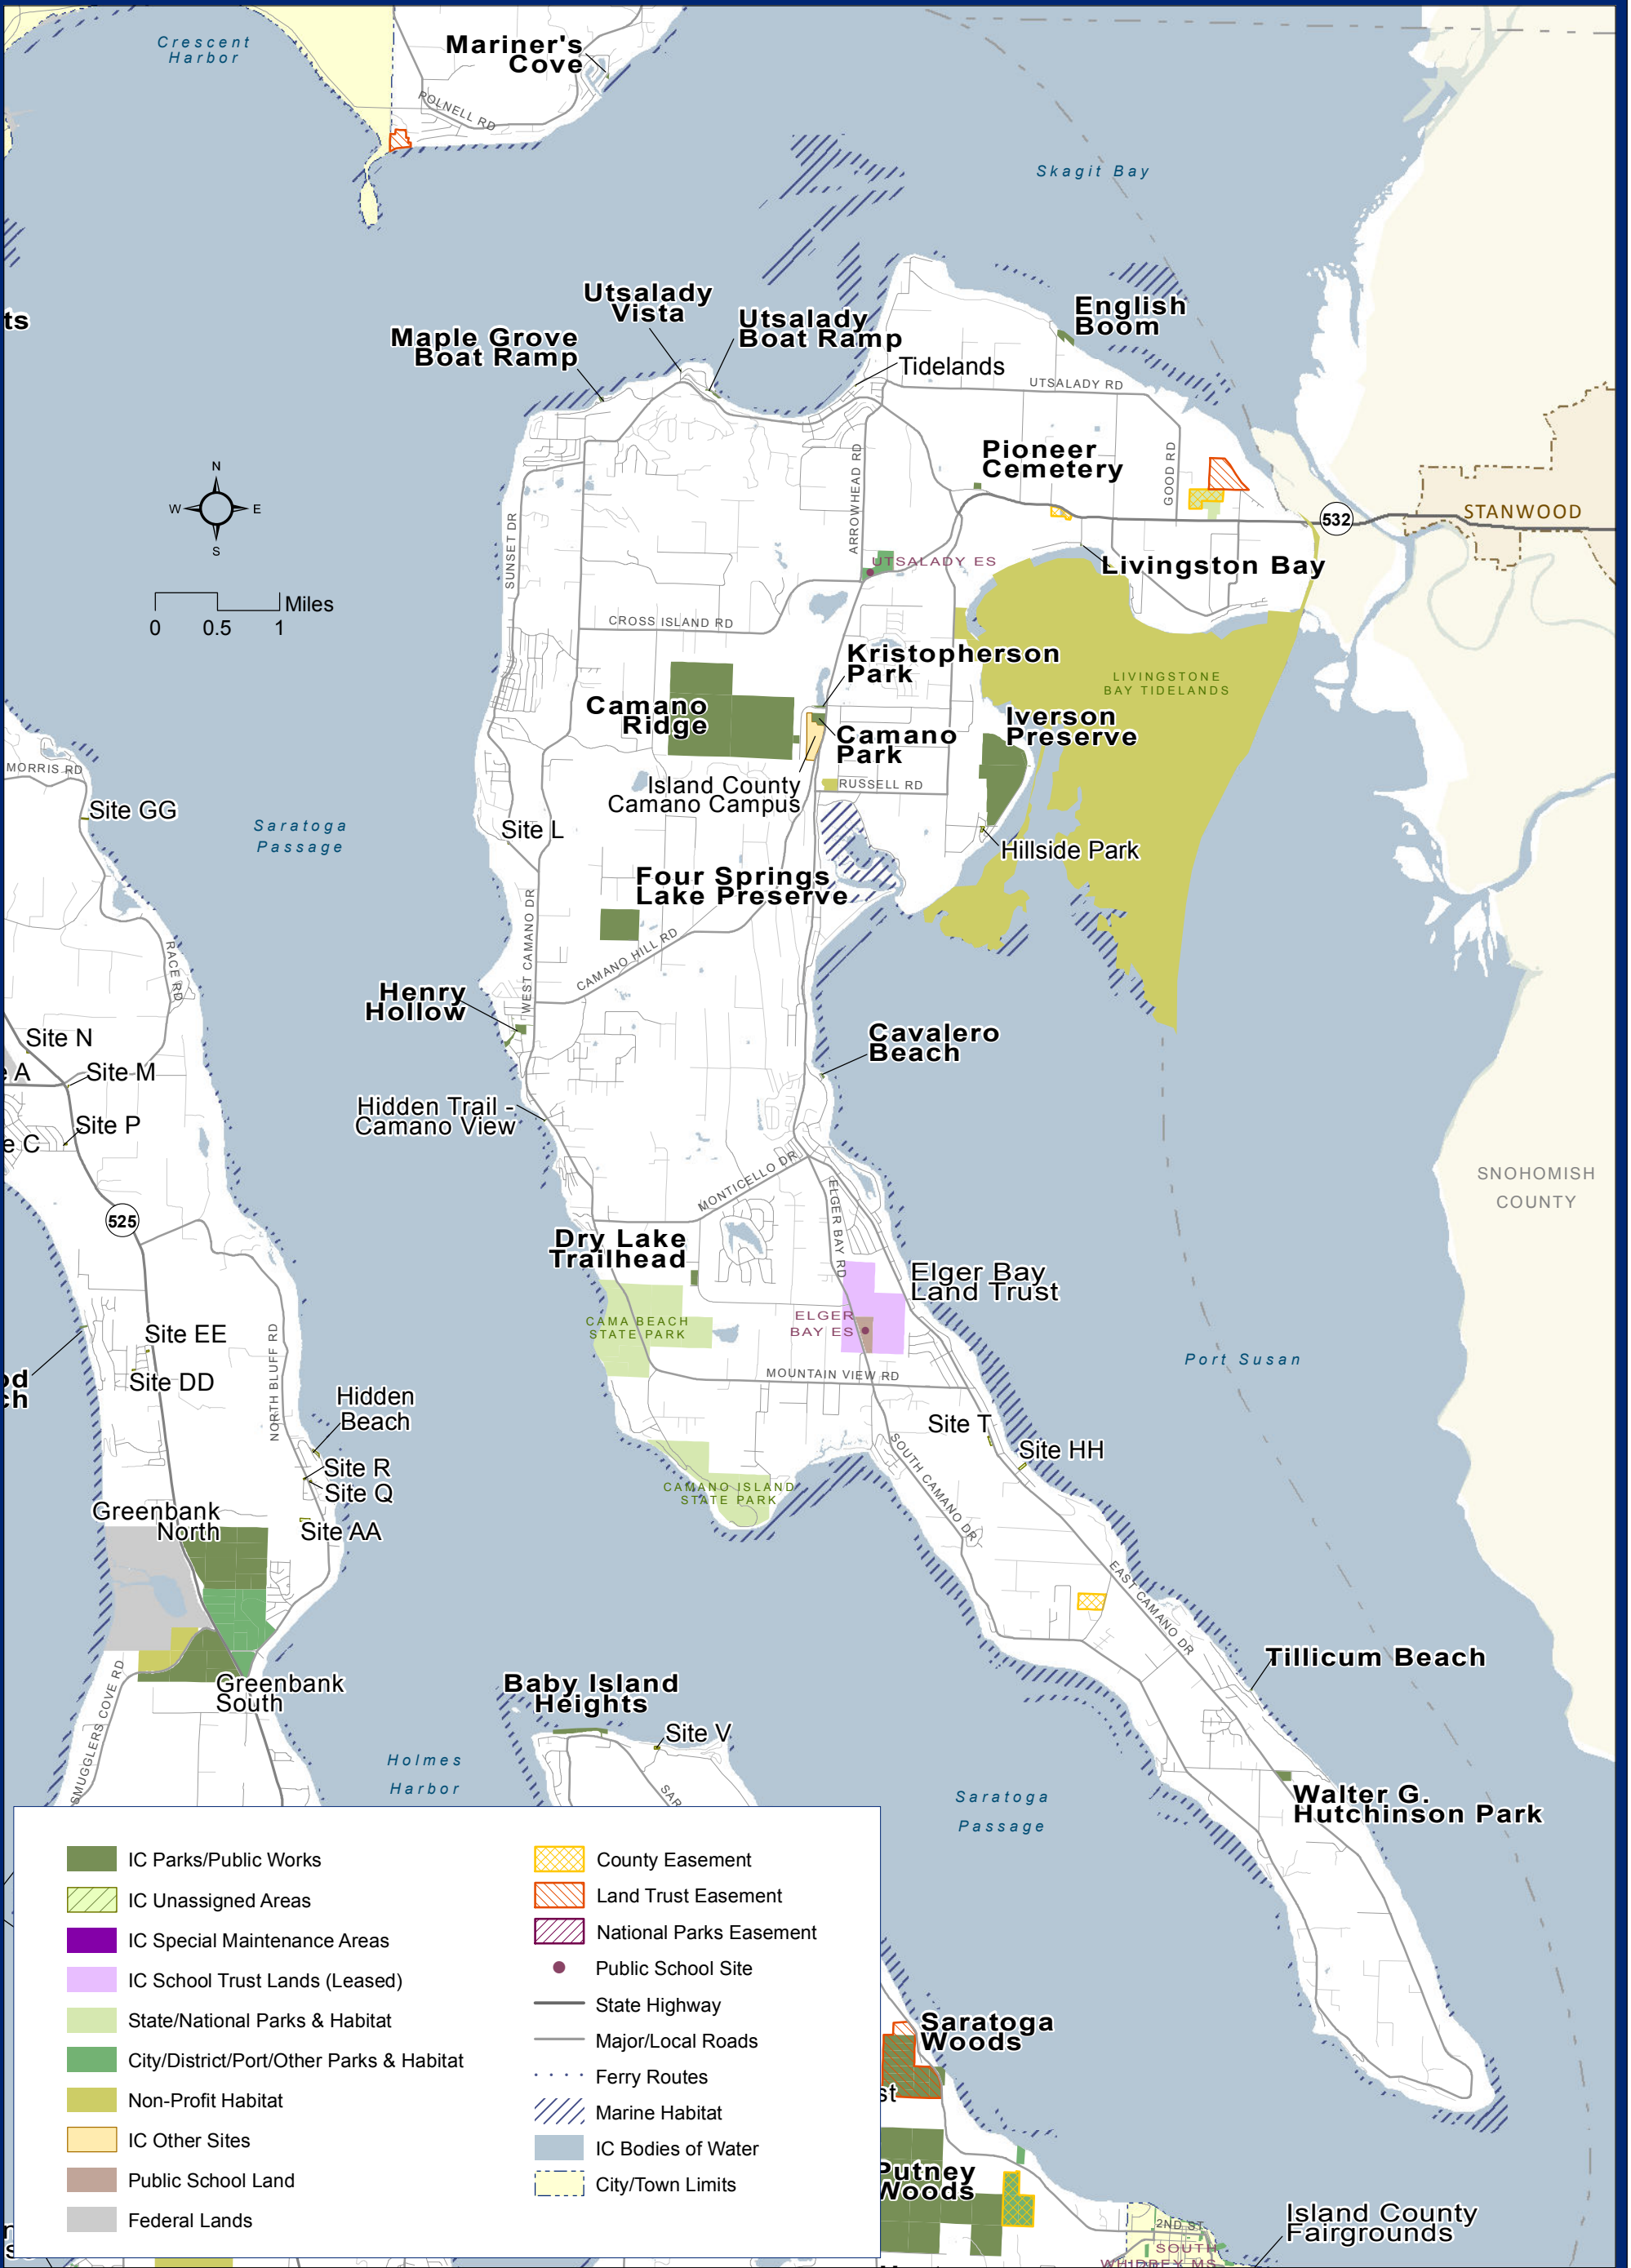 Crescent
Harbor
Mariner's
Cove
POLNELL RD
Skagit Bay
ts
Utsalady
Vista
Utsalady
Boat Ramp
Maple Grove
Boat Ramp
English
Boom
Tidelands
UTSALADY RD
Pioneer
Cemetery
GOOD RD
ARROWHEAD RD
SUNSET DR
N
W
E
S
532
STANWOOD
UTSALADY ES
Livingston Bay
Miles
0
0.5
1
CROSS ISLAND RD
Kristopherson
Park
LIVINGSTONE
BAY TIDELANDS
Camano
Ridge
Iverson
Preserve
Camano
Park
MORRIS RD
Island County
Camano Campus
RUSSELL RD
Site GG
Saratoga
Passage
Site L
Hillside Park
Four Springs
Lake Preserve
WEST CAMANO DR
CAMANO HILL RD
RACE RD
Henry
Hollow
Site N
e A
Site M
Cavalero
Beach
Hidden Trail -
Camano View
Site P
e C
MONTICELLO DR
SNOHOMISH
COUNTY
525
ELGER BAY RD
Dry Lake
Trailhead
Elger Bay
Land Trust
CAMA BEACH
STATE PARK
ELGER
BAY ES
Site EE
NORTH BLUFF RD
Port Susan
od
ch
Site DD
MOUNTAIN VIEW RD
Hidden
Beach
Site T
Site HH
SOUTH CAMANO DR
Site R
Site Q
CAMANO ISLAND
STATE PARK
Greenbank
North
Site AA
EAST CAMANO DR
Tillicum Beach
SMUGGLERS COVE RD
Greenbank
South
Baby Island
Heights
Site V
Holmes
Harbor
SAR
Saratoga
Passage
Walter G.
Hutchinson Park
IC Parks/Public Works
IC Unassigned Areas
IC Special Maintenance Areas
IC School Trust Lands (Leased)
State/National Parks & Habitat
City/District/Port/Other Parks & Habitat
Non-Profit Habitat
IC Other Sites
Public School Land
Federal Lands
County Easement
Land Trust Easement
National Parks Easement
Public School Site
State Highway
Major/Local Roads
Ferry Routes
Marine Habitat
IC Bodies of Water
City/Town Limits
Saratoga
Woods
st
Putney
Woods
2ND ST
SOUTH
WHIDBEY MS
Island County
Fairgrounds